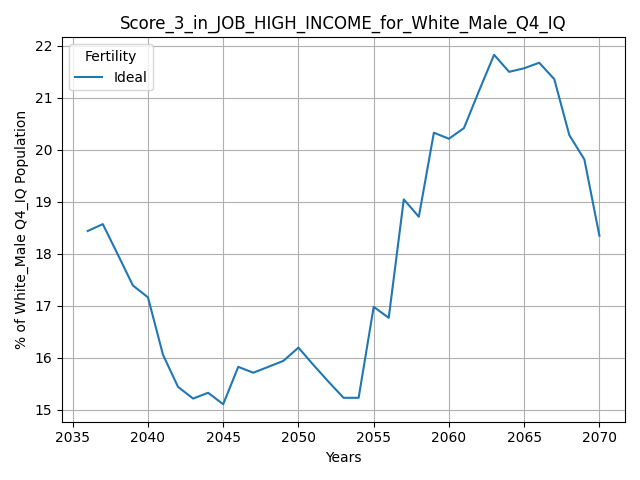 Score_3_in_JOB_HIGH_INCOME_for_White_Male_Q4_IQ
Fertility
Ideal
% of White_Male Q4_IQ Population
22
21
20
19
18
17
16
15
2035 2040 2045 2050 2055 2060 2065 2070
Years